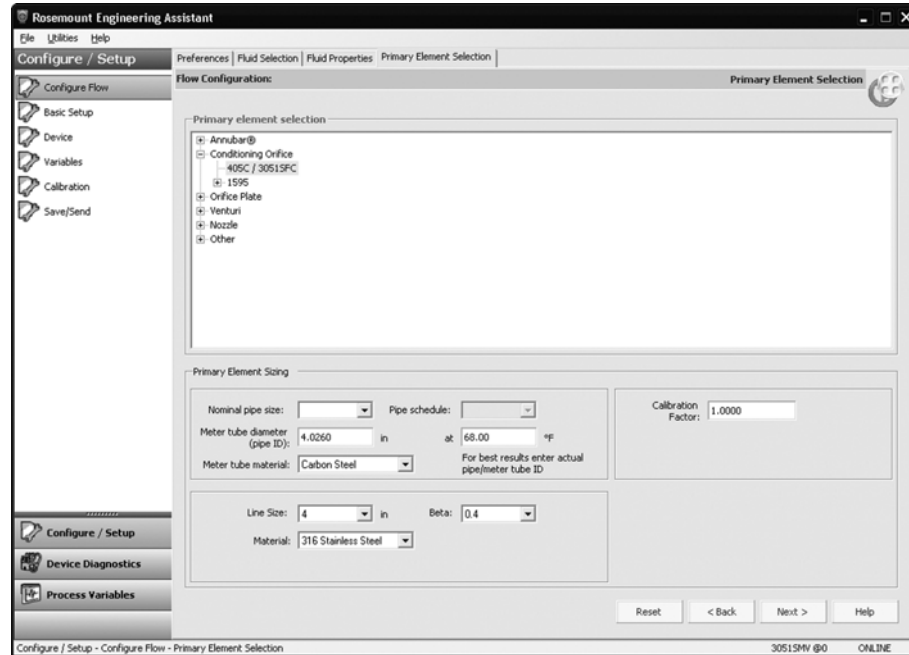 Rosemount Engineering Assistant
File Utilities Help
Configure / Setup
Preferences Fluid Selection Fluid Properties Primary Element Selection
Configure Flow
Basic Setup
Device
Variables
Calibration
Save/Send
Flow Configuration: Primary Element Selection
Primary element selection
Annubar®
Conditioning Orifice
405C / 3051SFC
1595
Orifice Plate
Venturi
Nozzle
Other
Primary Element Sizing
Nominal pipe size: Pipe schedule:
Meter tube diameter (pipe ID): 4.0260 in at 68.00 °F
Meter tube material: Carbon Steel
For best results enter actual
pipe/meter tube ID
Calibration
Factor: 1.0000
Line Size: 4 in Beta: 0.4
Material: 316 Stainless Steel
Configure / Setup
Device Diagnostics
Process Variables
Reset < Back Next > Help
Configure / Setup - Configure Flow - Primary Element Selection 3051SMV @0 ONLINE